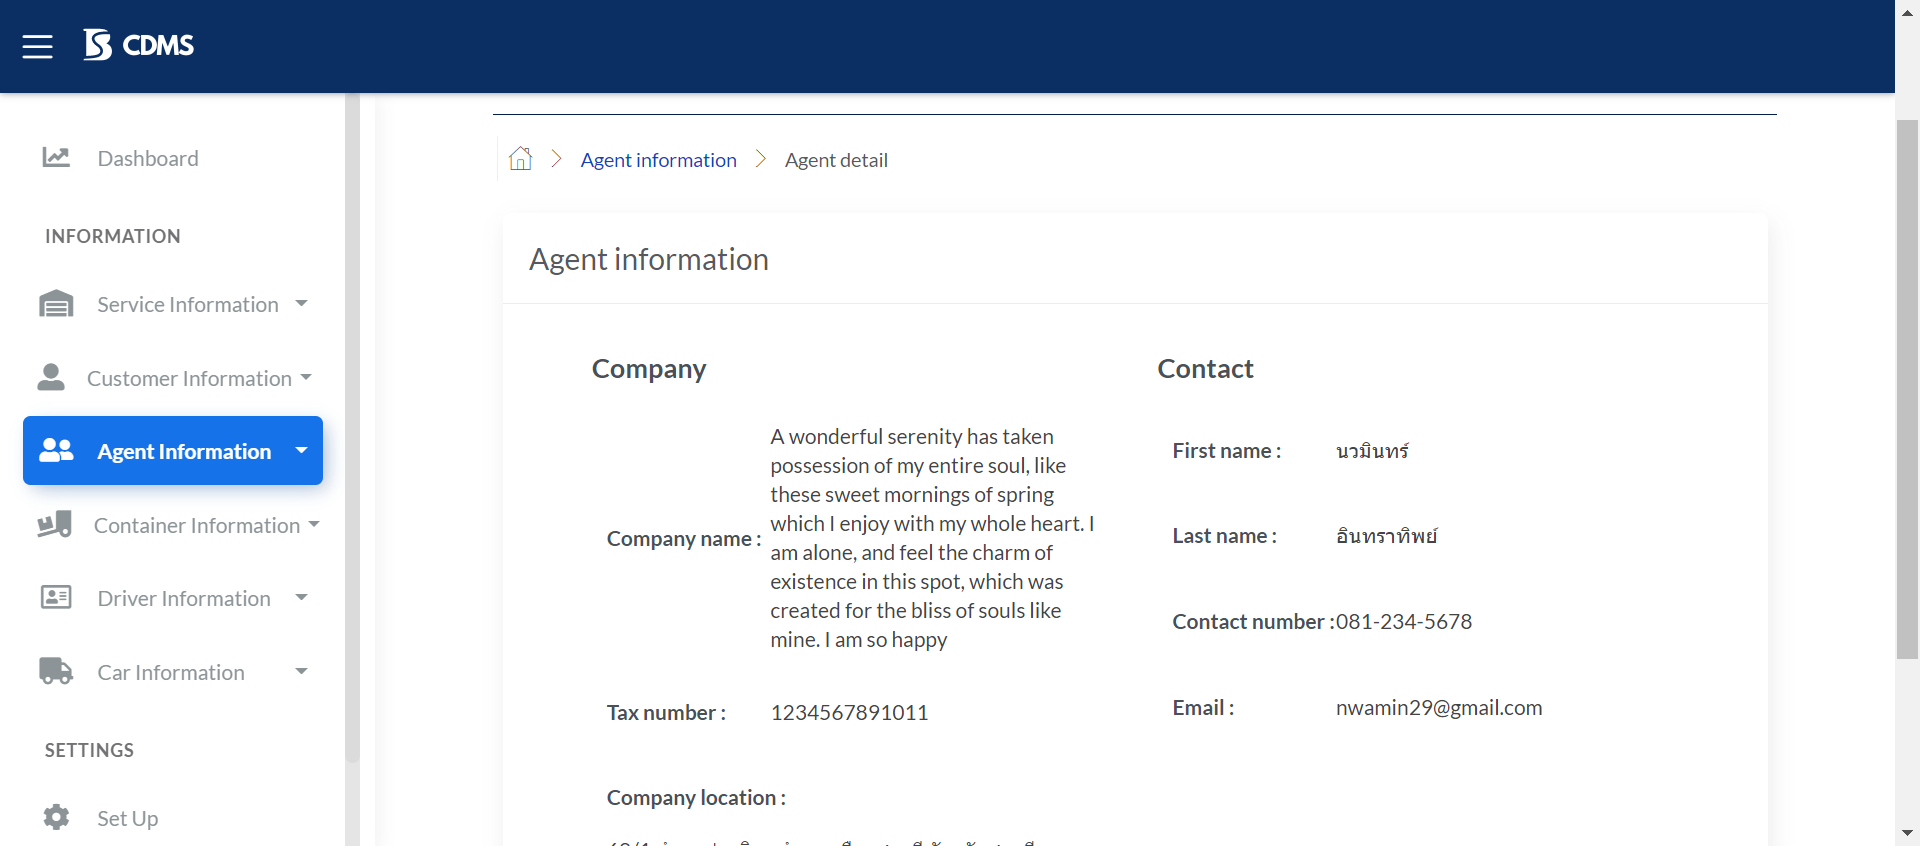 CDMS
Dashboard
INFORMATION
Service Information
Customer Information
Agent Information
Container Information
Driver Information
Car Information
SETTINGS
Set Up
Agent information
Agent detail
Agent information
Company
Company name :
A wonderful serenity has taken
possession of my entire soul, like
these sweet mornings of spring
which I enjoy with my whole heart. I
am alone, and feel the charm of
existence in this spot, which was
created for the bliss of souls like
mine. I am so happy
Tax number : 1234567891011
Company location :
Contact
First name : นวมินทร์
Last name : อินทราทิพย์
Contact number : 081-234-5678
Email : nwamin29@gmail.com